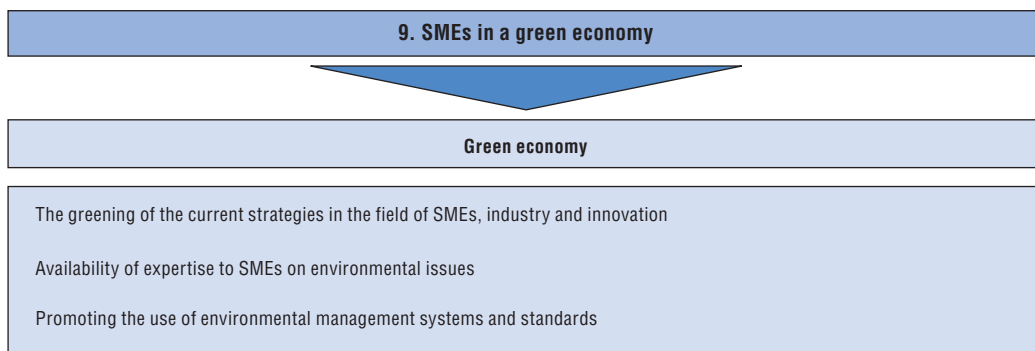 9. SMEs in a green economy
Green economy
The greening of the current strategies in the field of SMEs, industry and innovation
Availability of expertise to SMEs on environmental issues
Promoting the use of environmental management systems and standards